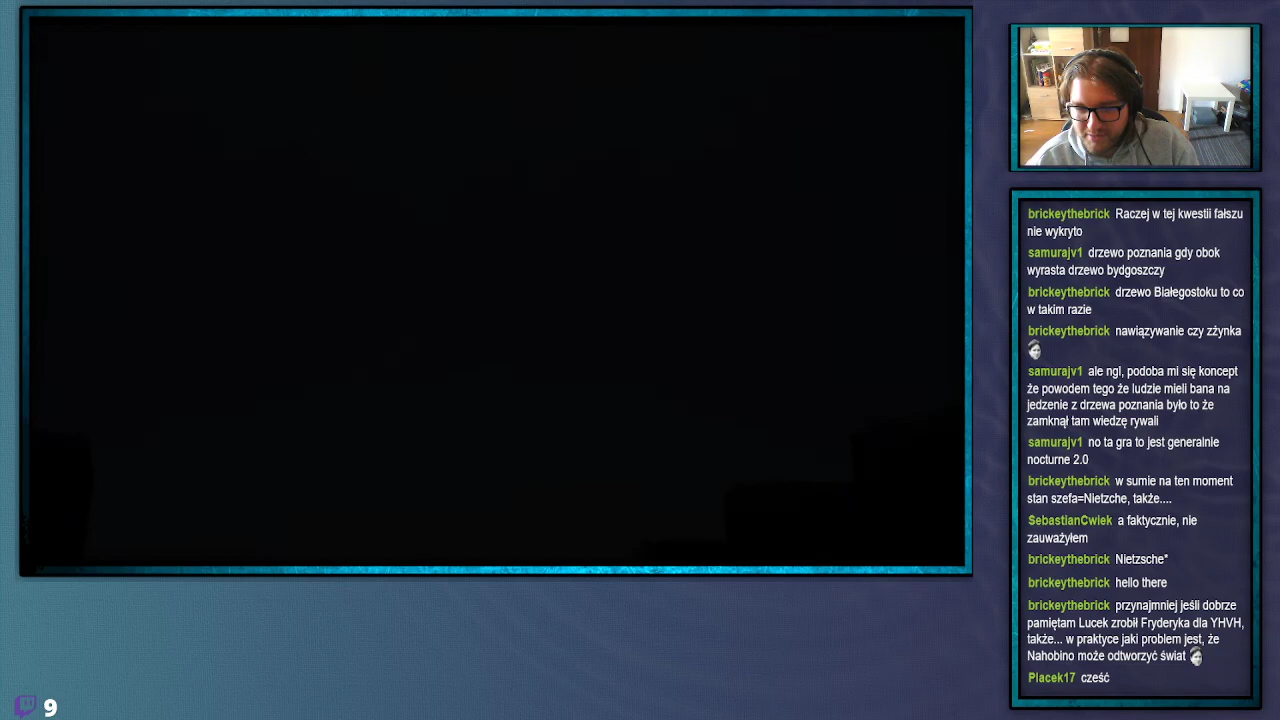 brickeythebrick Raczej w tej kwestii fałszu
nie wykryto
samurajv1 drzewo poznania gdy obok
wyrasta drzewo bydgoszczy
brickeythebrick drzewo Białegostoku to co
w takim razie
brickeythebrick nawiązywanie czy zżynka
samurajv1 ale ngl, podoba mi się koncept
że powodem tego że ludzie mieli bana na
jedzenie z drzewa poznania było to że
zamknął tam wiedzę rywali
samurajv1 no ta gra to jest generalnie
nocturne 2.0
brickeythebrick w sumie na ten moment
stan szefa=Nietzche, także....
SebastianCwiek a faktycznie, nie
zauważyłem
brickeythebrick Nietzsche*
brickeythebrick hello there
brickeythebrick przynajmniej jeśli dobrze
pamiętam Lucek zrobił Fryderyka dla YHVH,
także... w praktyce jaki problem jest, że
Nahobino może odtworzyć świat
Placek17 cześć
9